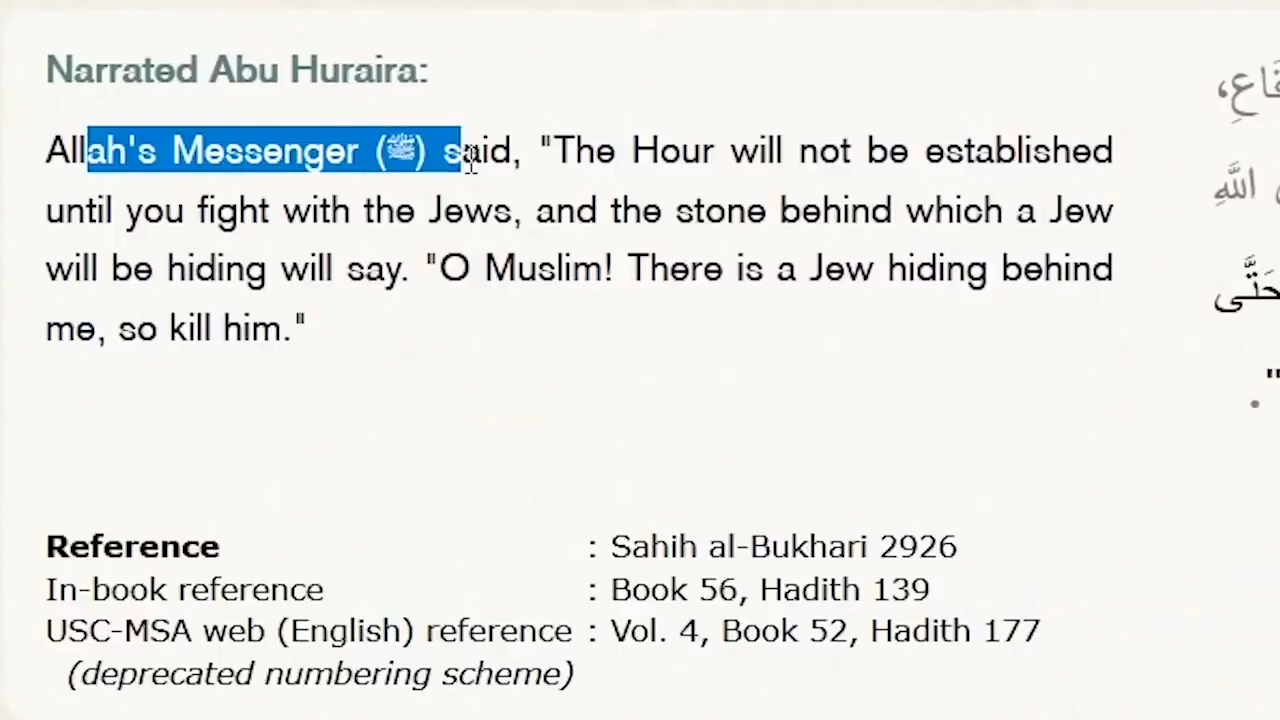 Narrated Abu Huraira:
Allah's Messenger (ﷺ) said, "The Hour will not be established
until you fight with the Jews, and the stone behind which a Jew
will be hiding will say. "O Muslim! There is a Jew hiding behind
me, so kill him."
اللَّهِ
حَتَّى
".
Reference : Sahih al-Bukhari 2926
In-book reference : Book 56, Hadith 139
USC-MSA web (English) reference : Vol. 4, Book 52, Hadith 177
(deprecated numbering scheme)